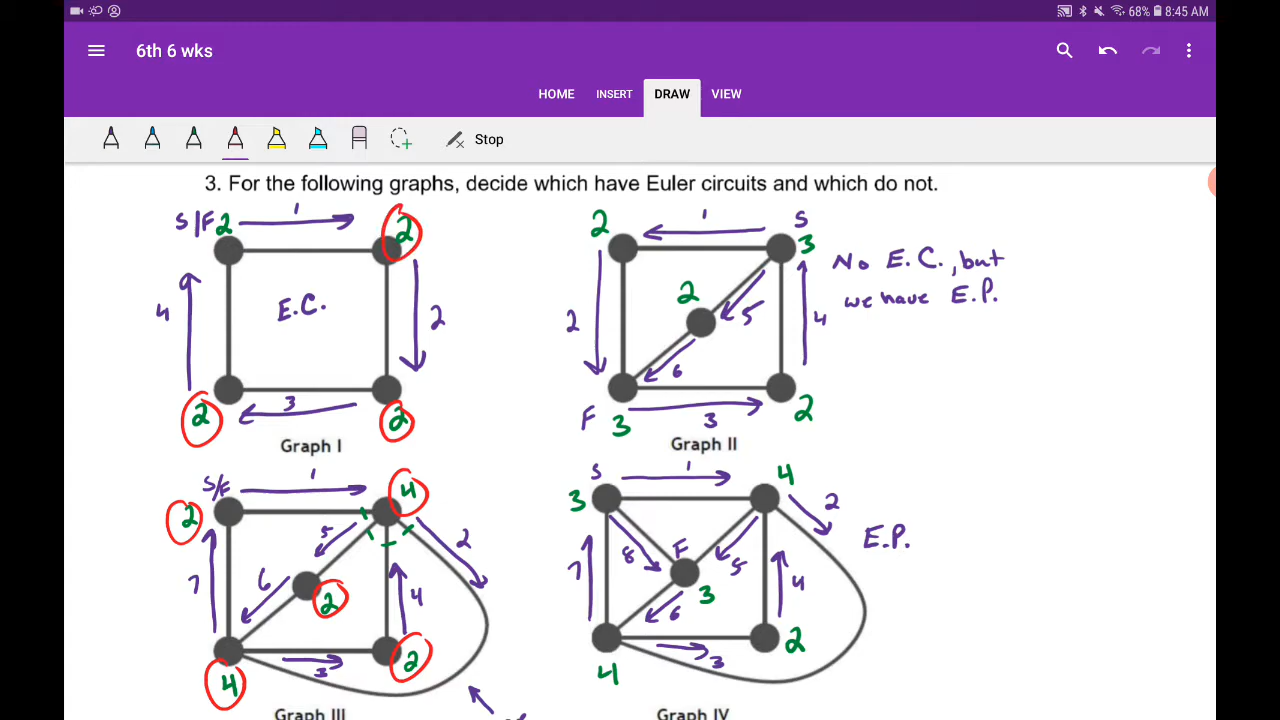 68% 8:45 AM
6th 6 wks
HOME INSERT DRAW VIEW
Stop
3. For the following graphs, decide which have Euler circuits and which do not.
S/F 2 1 2
4 E.C. 2
2 3 2
Graph I
2 1 S 3
2 2 5 4
F 3 3 2
Graph II
No E.C., but
we have E.P.
S/F 1 4
2 5 2
7 6 2 4
4 3 2
Graph III
S 1 4
3 2
8 F 5 E.P.
7 6 3 4
4 3 2
Graph IV